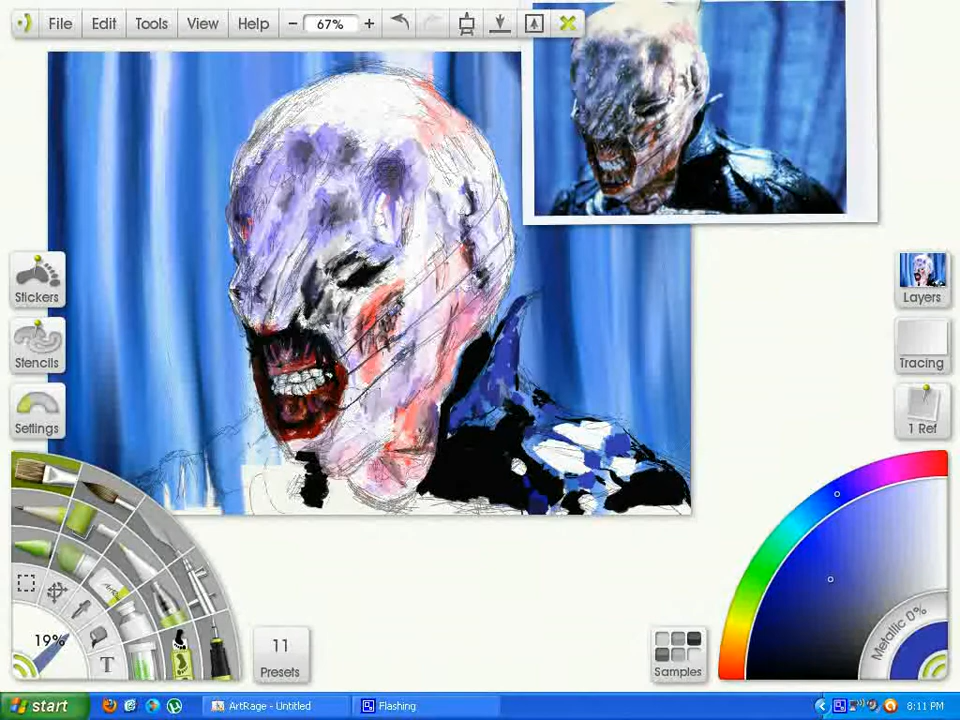 File Edit Tools View Help − 67% +
Stickers
Stencils
Settings
Layers
Tracing
1 Ref
19%
T
11
Presets
Samples
Metallic 0%
start ArtRage - Untitled Flashing 8:11 PM